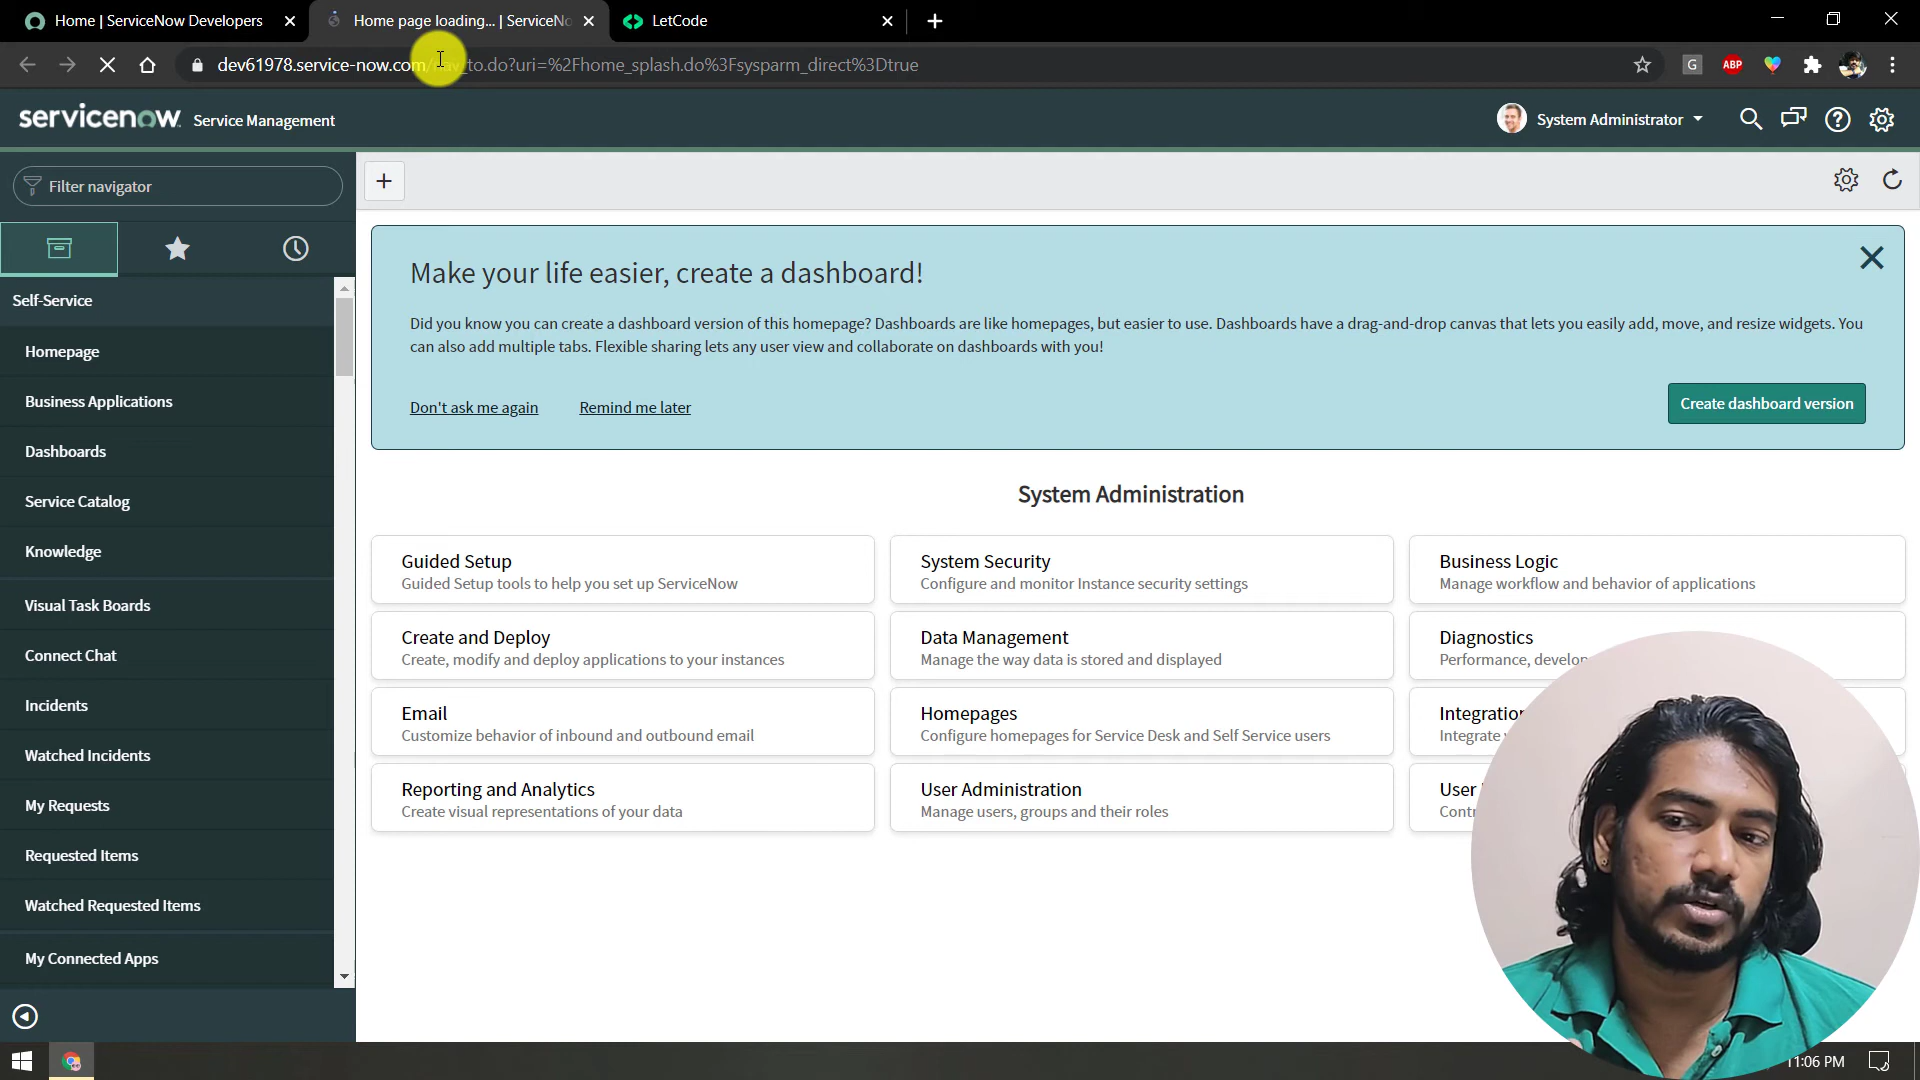 Home | ServiceNow Developers
Home page loading... | ServiceNo
LetCode
dev61978.service-now.com/nav_to.do?uri=%2Fhome_splash.do%3Fsysparm_direct%3Dtrue
G
ABP
servicenow. Service Management
System Administrator
Filter navigator
Self-Service
Homepage
Business Applications
Dashboards
Service Catalog
Knowledge
Visual Task Boards
Connect Chat
Incidents
Watched Incidents
My Requests
Requested Items
Watched Requested Items
My Connected Apps
Make your life easier, create a dashboard!
Did you know you can create a dashboard version of this homepage? Dashboards are like homepages, but easier to use. Dashboards have a drag-and-drop canvas that lets you easily add, move, and resize widgets. You
can also add multiple tabs. Flexible sharing lets any user view and collaborate on dashboards with you!
Don't ask me again
Remind me later
Create dashboard version
System Administration
Guided Setup
Guided Setup tools to help you set up ServiceNow
System Security
Configure and monitor Instance security settings
Business Logic
Manage workflow and behavior of applications
Create and Deploy
Create, modify and deploy applications to your instances
Data Management
Manage the way data is stored and displayed
Diagnostics
Performance, develop
Email
Customize behavior of inbound and outbound email
Homepages
Configure homepages for Service Desk and Self Service users
Integration
Integrate
Reporting and Analytics
Create visual representations of your data
User Administration
Manage users, groups and their roles
User
Contr
11:06 PM